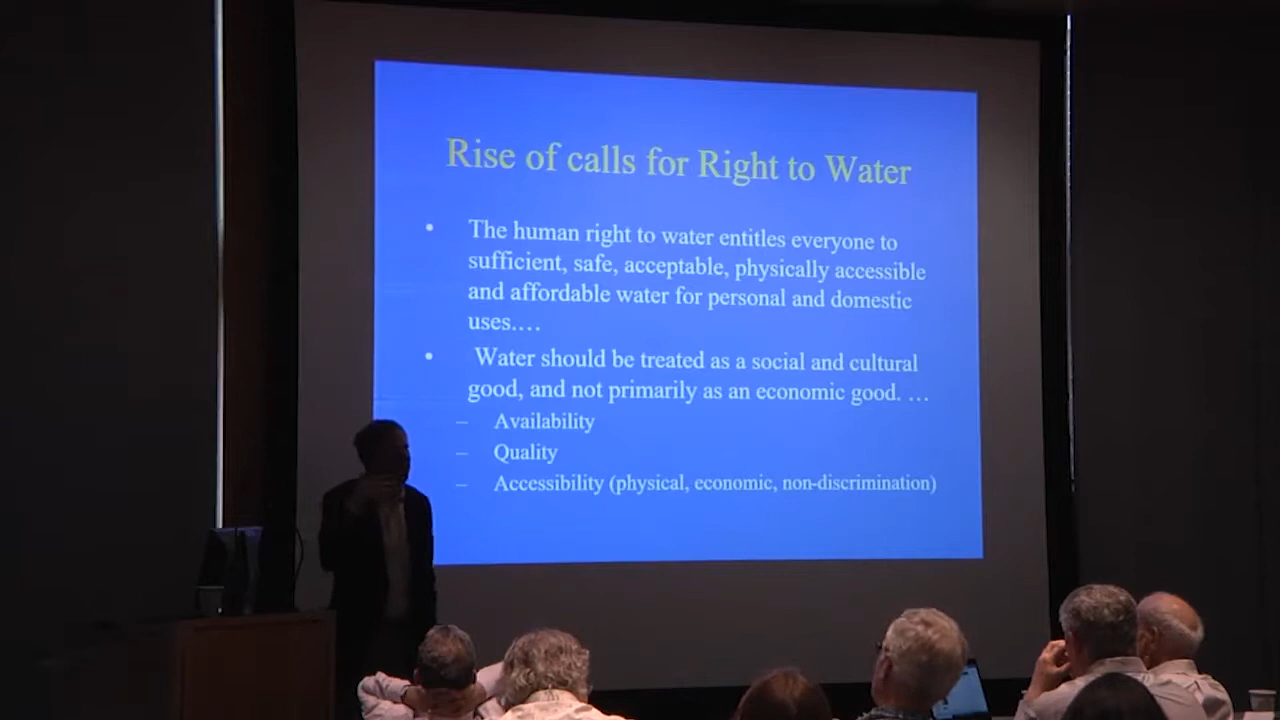 Rise of calls for Right to Water
• The human right to water entitles everyone to
sufficient, safe, acceptable, physically accessible
and affordable water for personal and domestic
uses….
• Water should be treated as a social and cultural
good, and not primarily as an economic good. …
– Availability
– Quality
– Accessibility (physical, economic, non-discrimination)